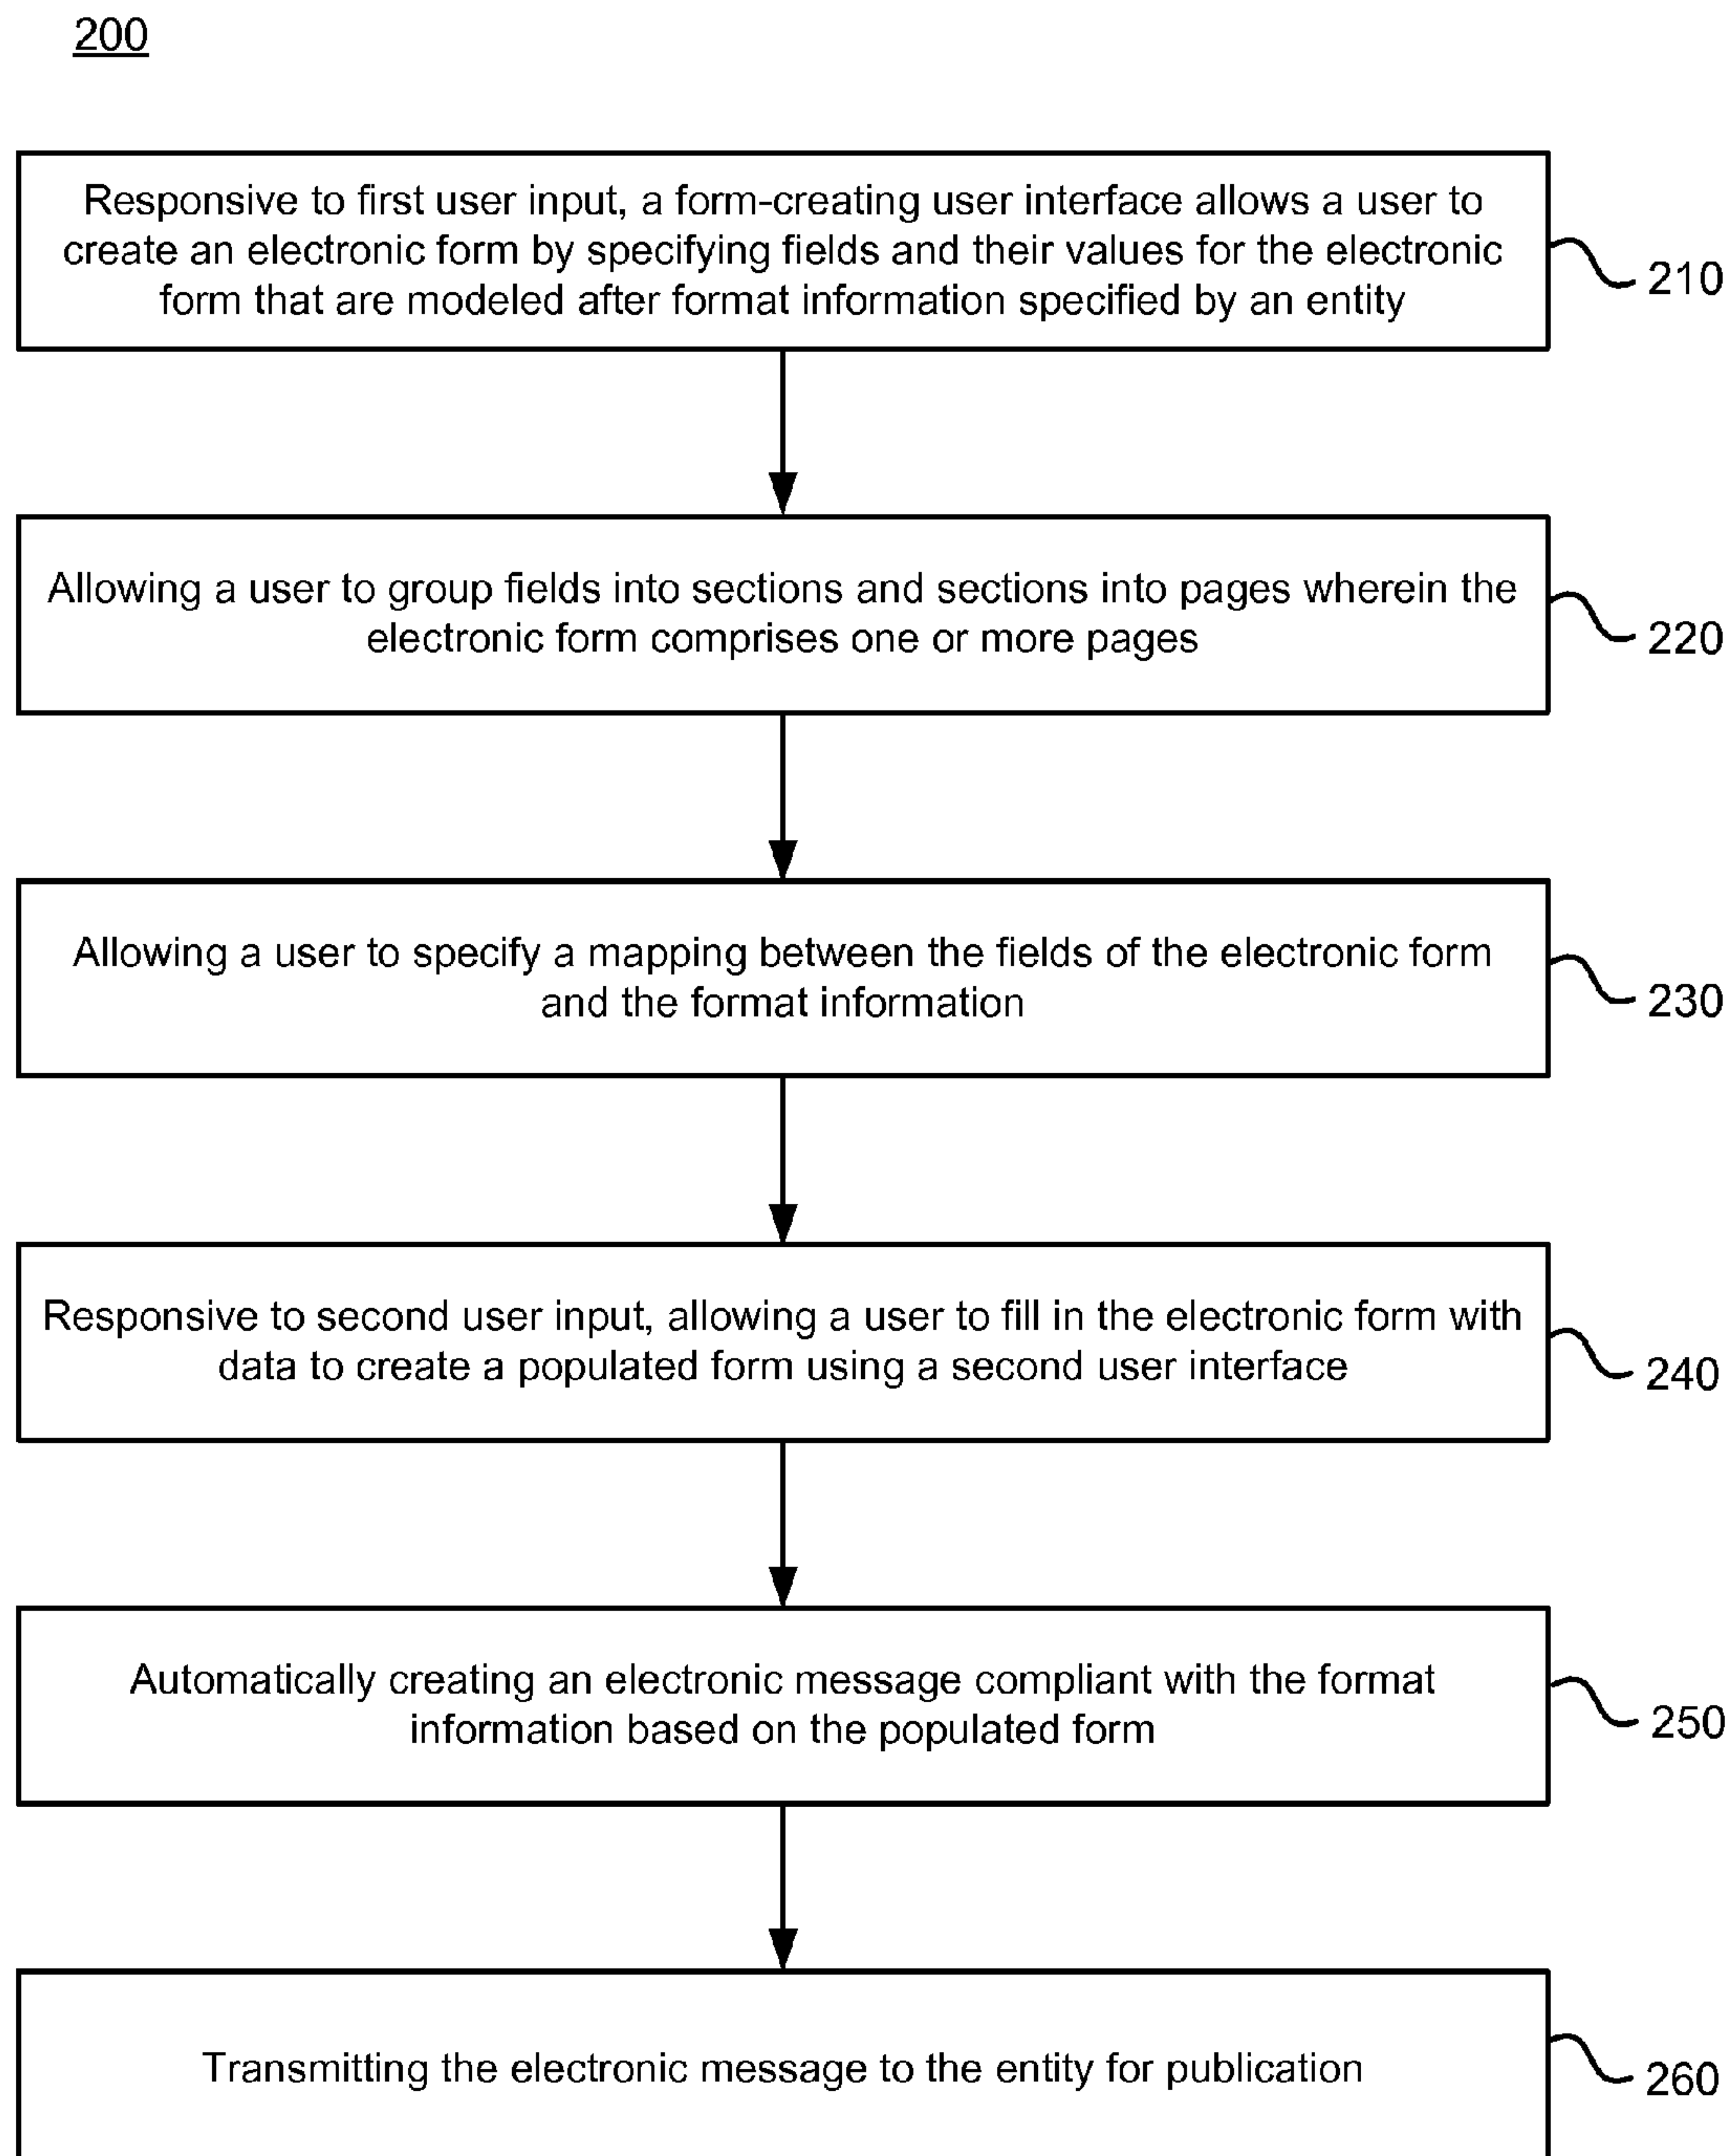 200
Responsive to first user input, a form-creating user interface allows a user to
create an electronic form by specifying fields and their values for the electronic
form that are modeled after format information specified by an entity
210
Allowing a user to group fields into sections and sections into pages wherein the
electronic form comprises one or more pages
220
Allowing a user to specify a mapping between the fields of the electronic form
and the format information
230
Responsive to second user input, allowing a user to fill in the electronic form with
data to create a populated form using a second user interface
240
Automatically creating an electronic message compliant with the format
information based on the populated form
250
Transmitting the electronic message to the entity for publication
260